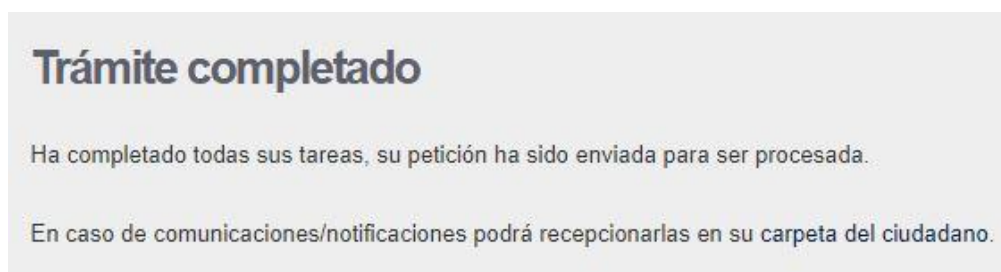 Trámite completado
Ha completado todas sus tareas, su petición ha sido enviada para ser procesada.
En caso de comunicaciones/notificaciones podrá recepcionarlas en su carpeta del ciudadano.